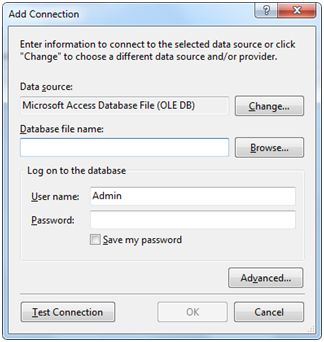 Add Connection
Enter information to connect to the selected data source or click
"Change" to choose a different data source and/or provider.
Data source:
Microsoft Access Database File (OLE DB)
Change...
Database file name:
Browse...
Log on to the database
User name:
Admin
Password:
Save my password
Advanced...
Test Connection
OK
Cancel